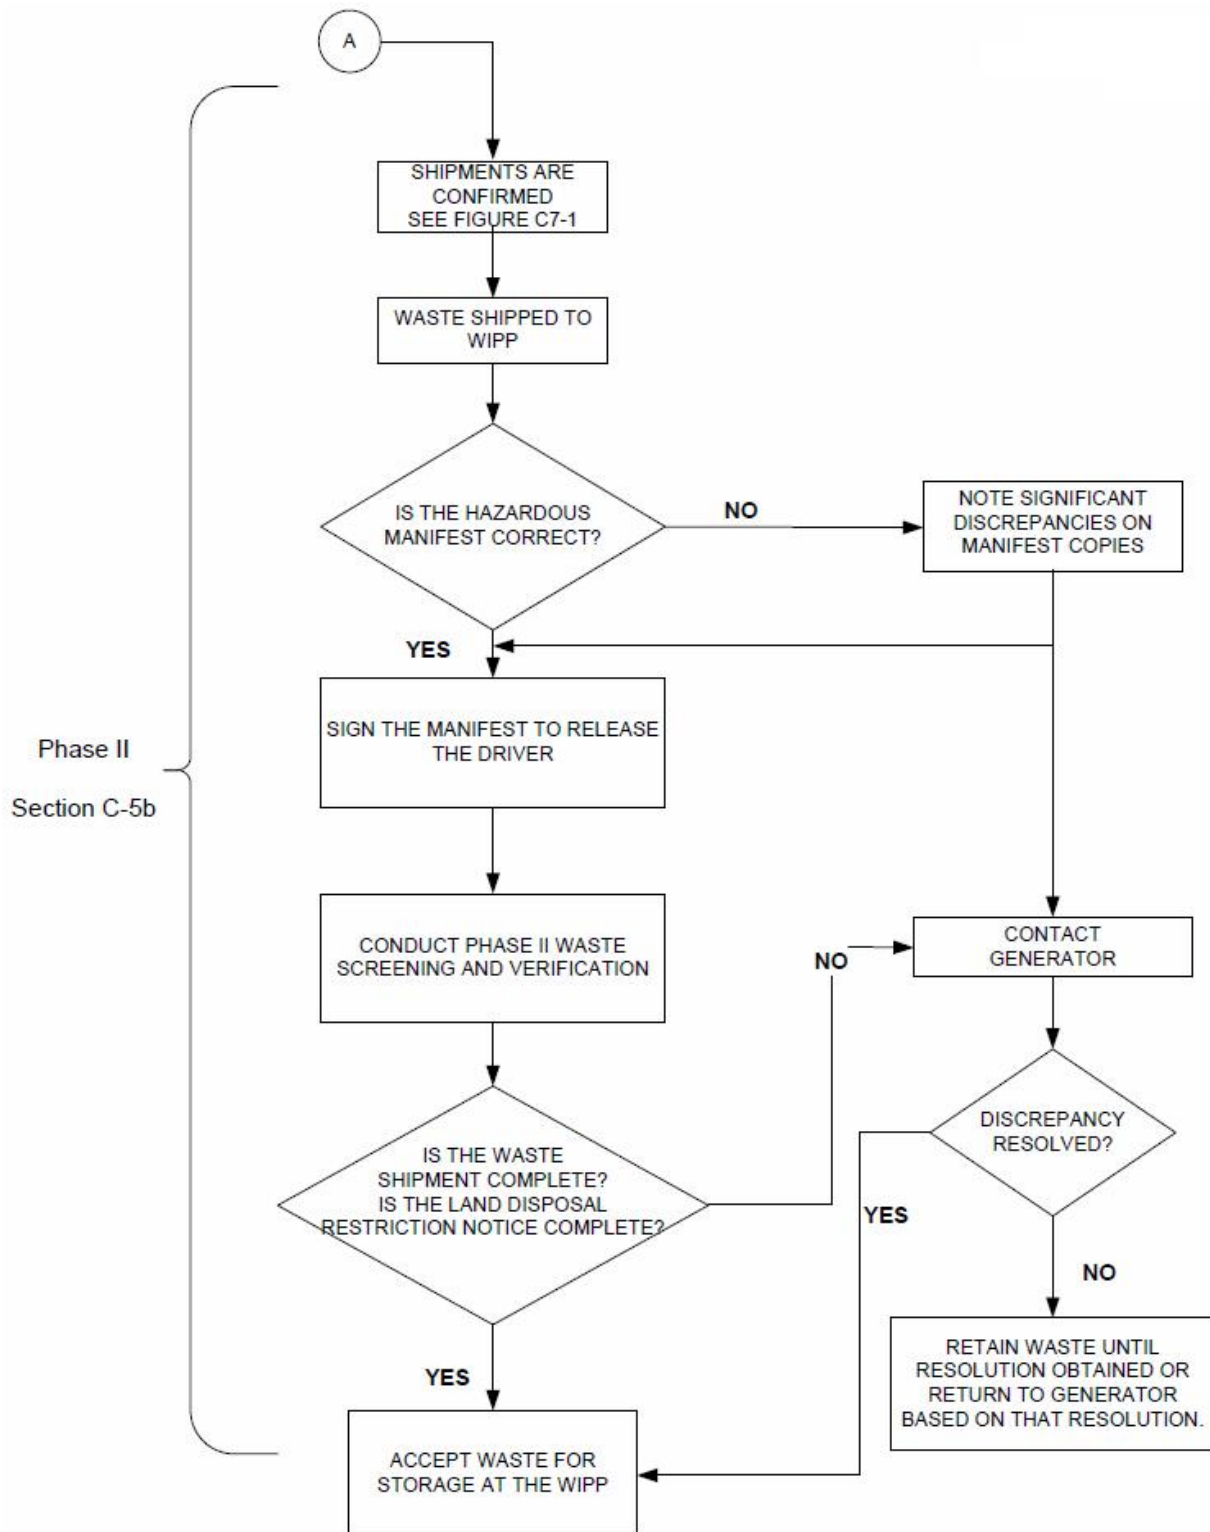 A
SHIPMENTS ARE
CONFIRMED
SEE FIGURE C7-1
WASTE SHIPPED TO
WIPP
IS THE HAZARDOUS
MANIFEST CORRECT?
NO
NOTE SIGNIFICANT
DISCREPANCIES ON
MANIFEST COPIES
YES
SIGN THE MANIFEST TO RELEASE
THE DRIVER
Phase II
Section C-5b
CONDUCT PHASE II WASTE
SCREENING AND VERIFICATION
NO
CONTACT
GENERATOR
IS THE WASTE
SHIPMENT COMPLETE?
IS THE LAND DISPOSAL
RESTRICTION NOTICE COMPLETE?
DISCREPANCY
RESOLVED?
YES
NO
YES
RETAIN WASTE UNTIL
RESOLUTION OBTAINED OR
RETURN TO GENERATOR
BASED ON THAT RESOLUTION.
ACCEPT WASTE FOR
STORAGE AT THE WIPP